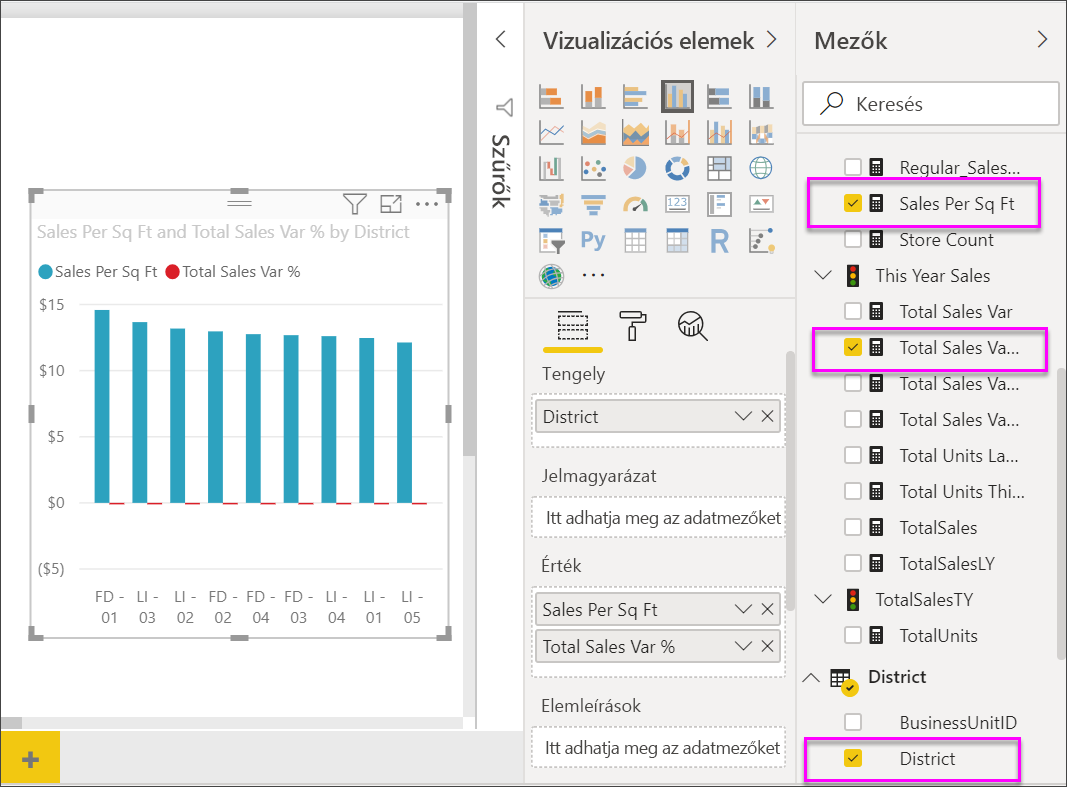 Sales Per Sq Ft and Total Sales Var % by District
Sales Per Sq Ft Total Sales Var %
$15
$10
$5
$0
($5)
FD - LI - LI - FD - FD - FD - LI - LI - LI -
01 03 02 02 04 03 04 01 05
Szűrők
Vizualizációs elemek
123
Py
R
Tengely
District
Jelmagyarázat
Itt adhatja meg az adatmezőket
Érték
Sales Per Sq Ft
Total Sales Var %
Elemleírások
Itt adhatja meg az adatmezőket
Mezők
Keresés
Regular_Sales...
Sales Per Sq Ft
Store Count
This Year Sales
Total Sales Var
Total Sales Va...
Total Sales Va...
Total Sales Va...
Total Units La...
Total Units Thi...
TotalSales
TotalSalesLY
TotalSalesTY
TotalUnits
District
BusinessUnitID
District